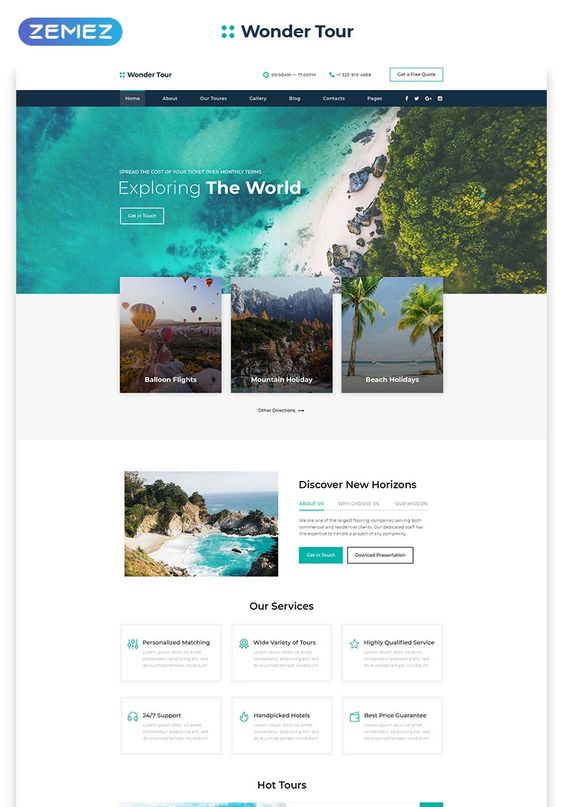 ZEMEZ
Wonder Tour
Wonder Tour
09:00AM — 17:00PM
+1 323-913-4688
Get a Free Quote
Home
About
Our Toures
Gallery
Blog
Contacts
Pages
SPREAD THE COST OF YOUR TICKET OVER MONTHLY TERMS
Exploring The World
Get in Touch
Balloon Flights
Mountain Holiday
Beach Holidays
Other Directions
Discover New Horizons
ABOUT US
WHY CHOOSE US
OUR MISSION
We are one of the largest flooring companies serving both
commercial and residential clients. Our dedicated staff has
the expertise to handle a project of any complexity.
Get in Touch
Dowload Presentation
Our Services
Personalized Matching
Lorem ipsum dolor sit amet,
consectetur adipiscing elit, sed
do eiusmod tempor incididunt
Wide Variety of Tours
Lorem ipsum dolor sit amet,
consectetur adipiscing elit, sed
do eiusmod tempor incididunt
Highly Qualified Service
Lorem ipsum dolor sit amet,
consectetur adipiscing elit, sed
do eiusmod tempor incididunt
24/7 Support
Lorem ipsum dolor sit amet,
consectetur adipiscing elit, sed
do eiusmod tempor incididunt
Handpicked Hotels
Lorem ipsum dolor sit amet,
consectetur adipiscing elit, sed
do eiusmod tempor incididunt
Best Price Guarantee
Lorem ipsum dolor sit amet,
consectetur adipiscing elit, sed
do eiusmod tempor incididunt
Hot Tours